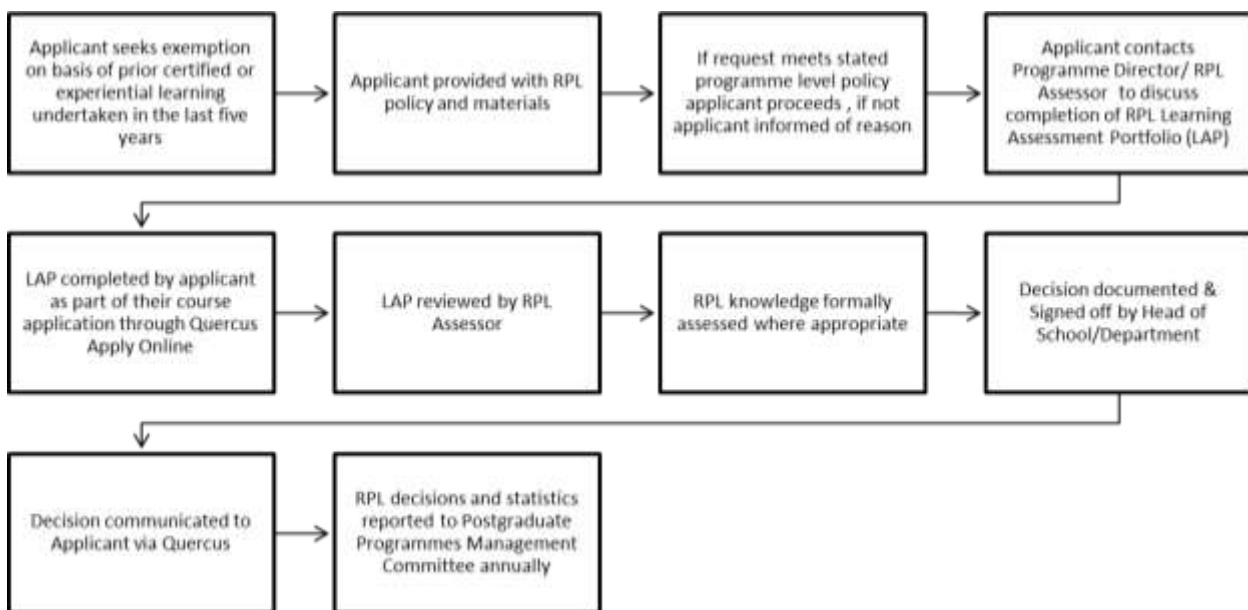 Applicant seeks exemption
on basis of prior certified or
experiential learning
undertaken in the last five
years
Applicant provided with RPL
policy and materials
If request meets stated
programme level policy
applicant proceeds , if not
applicant informed of reason
Applicant contacts
Programme Director/ RPL
Assessor to discuss
completion of RPL Learning
Assessment Portfolio (LAP)
LAP completed by applicant
as part of their course
application through Quercus
Apply Online
LAP reviewed by RPL
Assessor
RPL knowledge formally
assessed where appropriate
Decision documented &
Signed off by Head of
School/Department
Decision communicated to
Applicant via Quercus
RPL decisions and statistics
reported to Postgraduate
Programmes Management
Committee annually